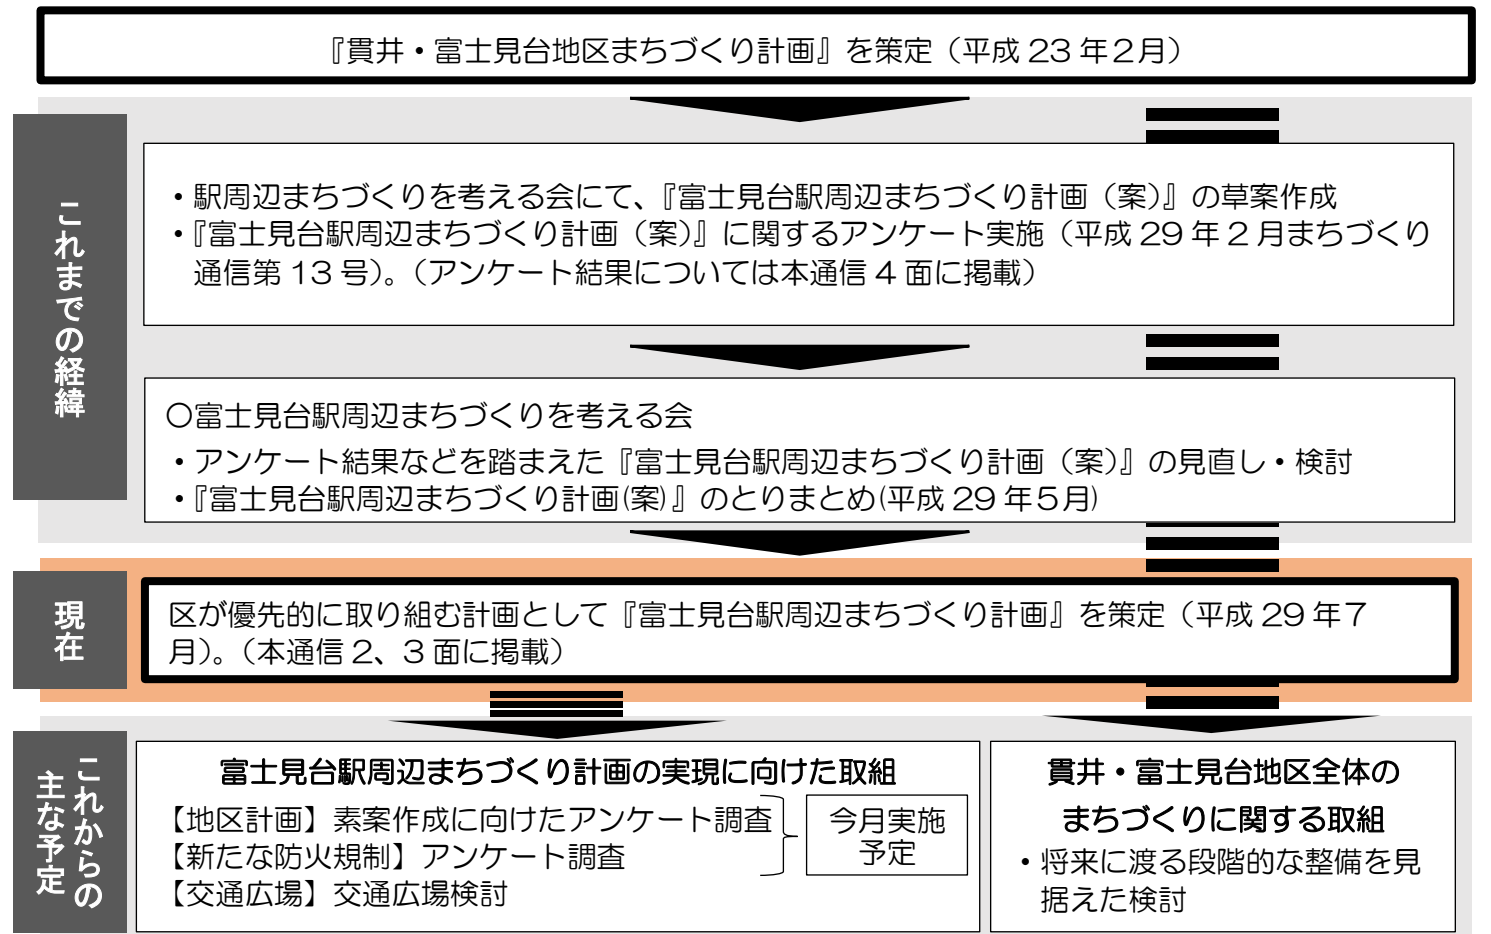 『貫井・富士見台地区まちづくり計画』を策定（平成 23 年２月）
これまでの経緯
・駅周辺まちづくりを考える会にて、『富士見台駅周辺まちづくり計画（案）』の草案作成
・『富士見台駅周辺まちづくり計画（案）』に関するアンケート実施（平成 29 年 2 月まちづくり
通信第 13 号）。（アンケート結果については本通信 4 面に掲載）
〇富士見台駅周辺まちづくりを考える会
・アンケート結果などを踏まえた『富士見台駅周辺まちづくり計画（案）』の見直し・検討
・『富士見台駅周辺まちづくり計画(案)』のとりまとめ(平成 29 年５月)
現在
区が優先的に取り組む計画として『富士見台駅周辺まちづくり計画』を策定（平成 29 年７
月）。（本通信 2、3 面に掲載）
これからの
主な予定
富士見台駅周辺まちづくり計画の実現に向けた取組
【地区計画】素案作成に向けたアンケート調査
【新たな防火規制】アンケート調査
【交通広場】交通広場検討
今月実施
予定
貫井・富士見台地区全体の
まちづくりに関する取組
・将来に渡る段階的な整備を見
据えた検討